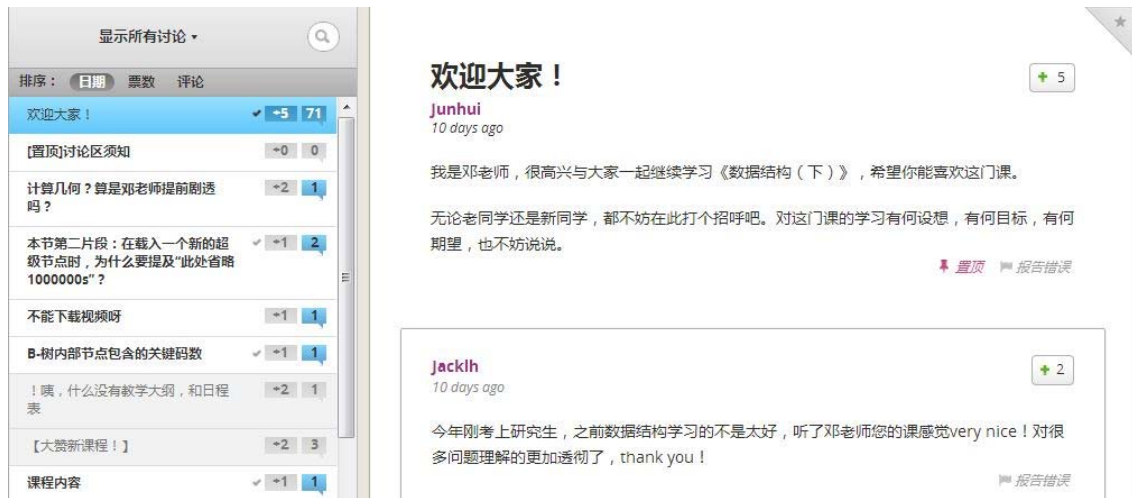 显示所有讨论
排序： 日期 票数 评论
欢迎大家！ +5 71
[置顶]讨论区须知 +0 0
计算几何？算是邓老师提前剧透 +2 1
吗？
本节第二片段：在载入一个新的超 +1 2
级节点时，为什么要提及“此处省略
1000000s”？
不能下载视频呀 +1 1
B-树内部节点包含的关键码数 +1 1
！咦，什么没有教学大纲，和日程 +2 1
表
【大赞新课程！】 +2 3
课程内容 +1 1
欢迎大家！ + 5
Junhui
10 days ago
我是邓老师，很高兴与大家一起继续学习《数据结构（下）》，希望你能喜欢这门课。
无论老同学还是新同学，都不妨在此打个招呼吧。对这门课的学习有何设想，有何目标，有何
期望，也不妨说说。
置顶 报告错误
Jacklh + 2
10 days ago
今年刚考上研究生，之前数据结构学习的不是太好，听了邓老师您的课感觉very nice！对很
多问题理解的更加透彻了，thank you！
报告错误